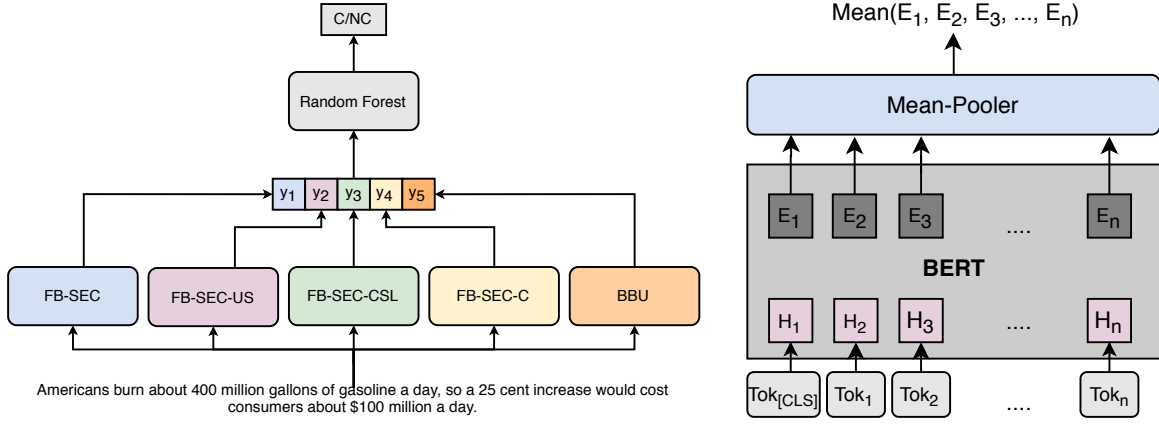 C/NC
Random Forest
y1 y2 y3 y4 y5
FB-SEC FB-SEC-US FB-SEC-CSL FB-SEC-C BBU
Americans burn about 400 million gallons of gasoline a day, so a 25 cent increase would cost
consumers about $100 million a day.
Mean(E1, E2, E3, ..., En)
Mean-Pooler
E1 E2 E3 .... En
BERT
H1 H2 H3 .... Hn
Tok[CLS] Tok1 Tok2 .... Tokn